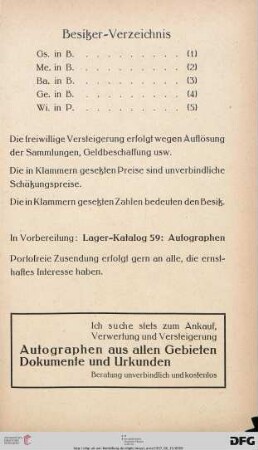 Besitzer-Verzeichnis
Gs. in B. . . . . . . . . (1)
Me. in B. . . . . . . . . (2)
Ba. in B. . . . . . . . . (3)
Ge. in B. . . . . . . . . (4)
Wi. in P. . . . . . . . . (5)
Die freiwillige Versteigerung erfolgt wegen Auflösung
der Sammlungen, Geldbeschaffung usw.
Die in Klammern gesetzten Preise sind unverbindliche
Schätzungspreise.
Die in Klammern gesetzten Zahlen bedeuten den Besitz.
In Vorbereitung: Lager-Katalog 59: Autographen
Portofreie Zusendung erfolgt gern an alle, die ernst-
haftes Interesse haben.
Ich suche stets zum Ankauf,
Verwertung und Versteigerung
Autographen aus allen Gebieten
Dokumente und Urkunden
Beratung unverbindlich und kostenlos
DFG